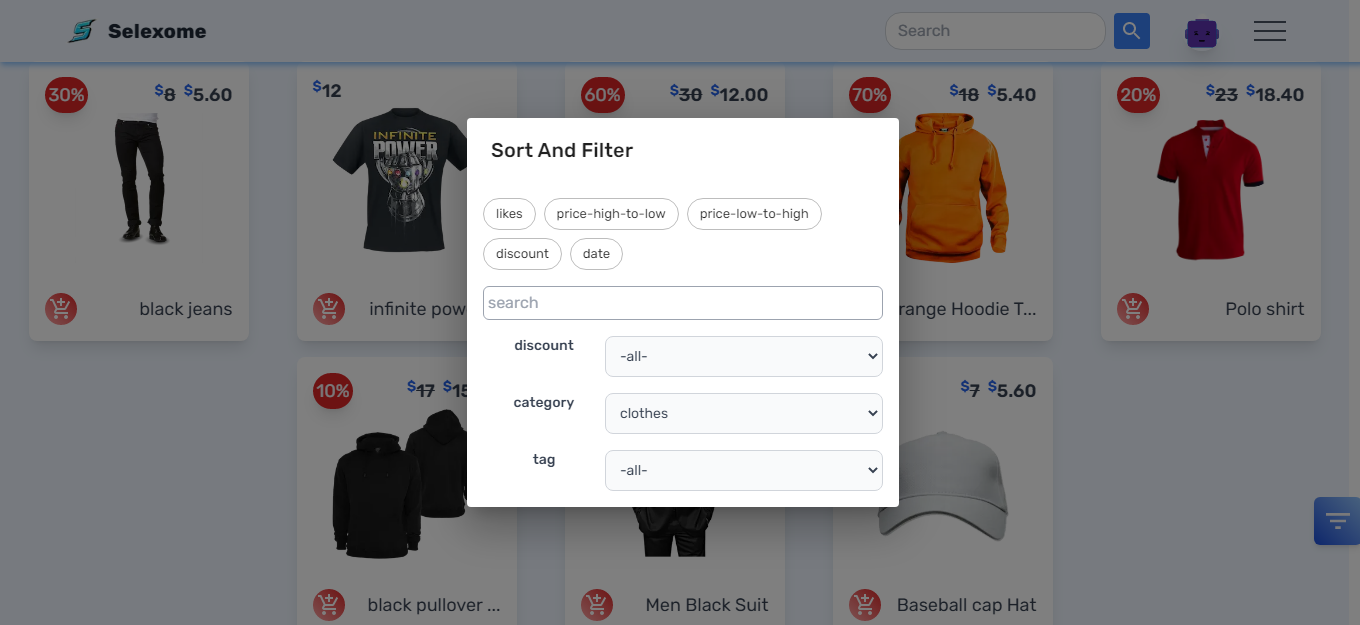 Selexome
Search
30% $8 $5.60
$12
60% $30 $12.00
70% $18 $5.40
20% $23 $18.40
INFINITE
POWER
Sort And Filter
likes price-high-to-low price-low-to-high
discount date
search
black jeans
infinite pow
range Hoodie T...
Polo shirt
discount -all-
category clothes
tag -all-
10% $17 $15
$7 $5.60
black pullover ...
Men Black Suit
Baseball cap Hat